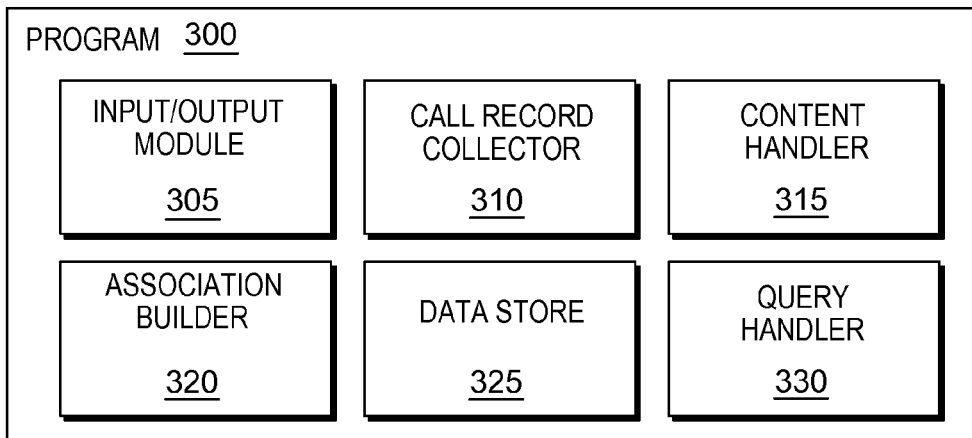 PROGRAM 300
INPUT/OUTPUT
MODULE
305
CALL RECORD
COLLECTOR
310
CONTENT
HANDLER
315
ASSOCIATION
BUILDER
320
DATA STORE
325
QUERY
HANDLER
330